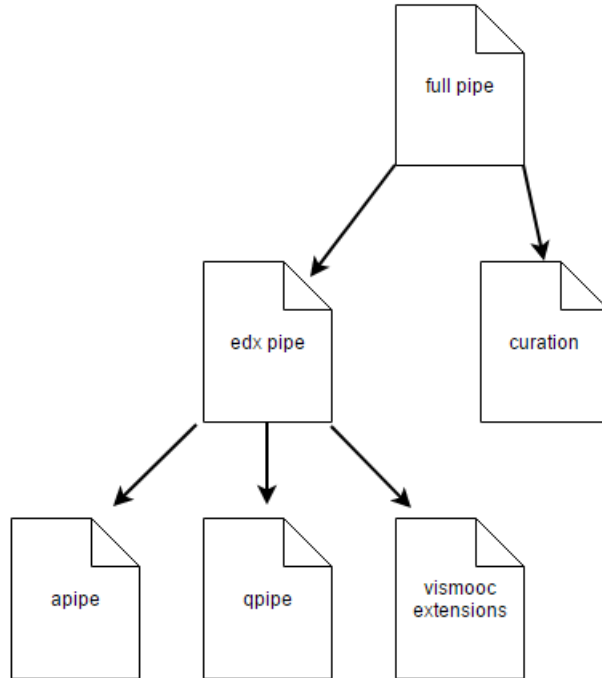 full pipe
edx pipe
curation
apipe
qpipe
vismooc
extensions